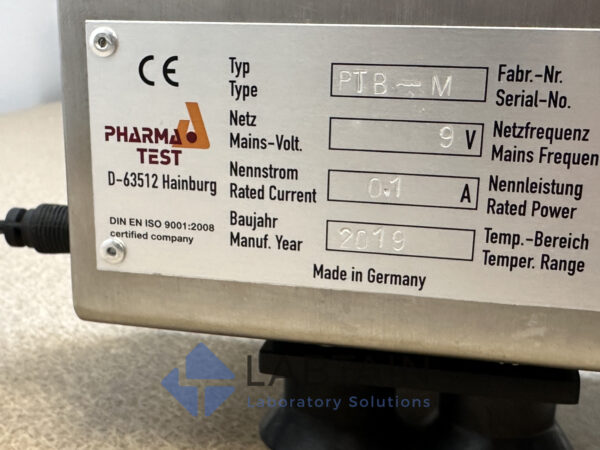 CE
PHARMA
TEST
D-63512 Hainburg
DIN EN ISO 9001:2008
certified company
Typ
Type
PTB-M
Fabr.-Nr.
Serial-No.
Netz
Mains-Volt.
9 V
Netzfrequenz
Mains Frequen
Nennstrom
Rated Current
0.1 A
Nennleistung
Rated Power
Baujahr
Manuf. Year
2019
Temp.-Bereich
Temper. Range
Made in Germany
Laboratory Solutions